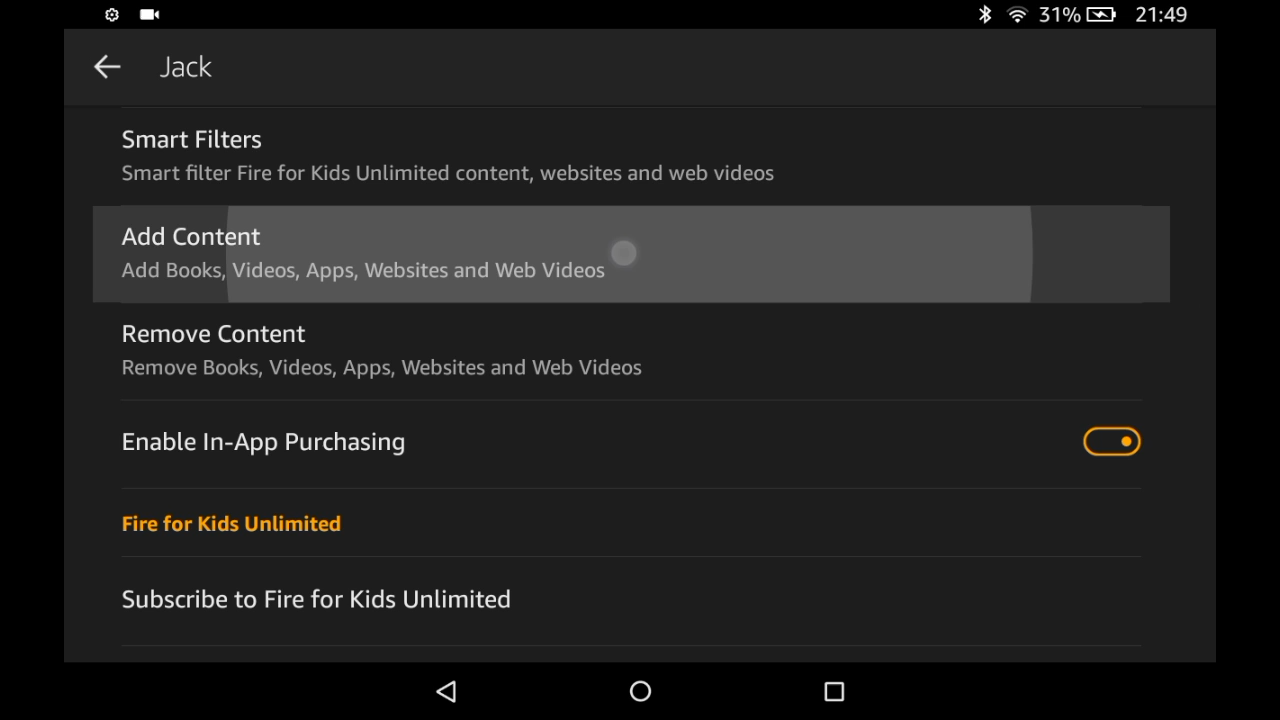 31% 21:49
Jack
Smart Filters
Smart filter Fire for Kids Unlimited content, websites and web videos
Add Content
Add Books, Videos, Apps, Websites and Web Videos
Remove Content
Remove Books, Videos, Apps, Websites and Web Videos
Enable In-App Purchasing
Fire for Kids Unlimited
Subscribe to Fire for Kids Unlimited